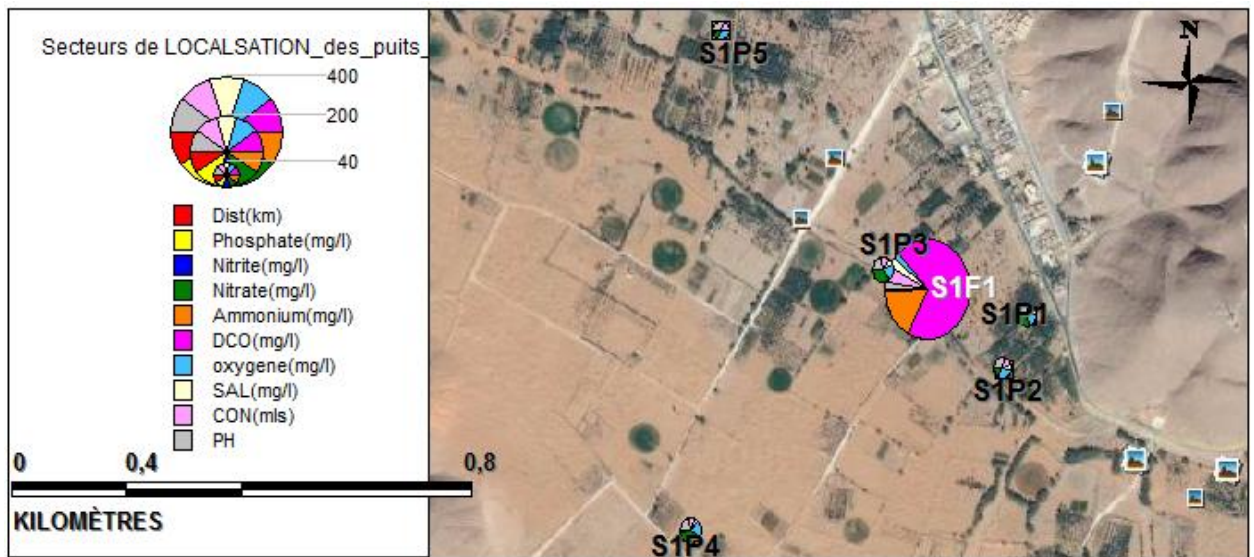 Secteurs de LOCALSATION_des_puits_
400
200
40
Dist(km)
Phosphate(mg/l)
Nitrite(mg/l)
Nitrate(mg/l)
Ammonium(mg/l)
DCO(mg/l)
oxygene(mg/l)
SAL(mg/l)
CON(mls)
PH
0 0,4 0,8
KILOMÈTRES
N
S1P5
S1P3
S1F1
S1P1
S1P2
S1P4